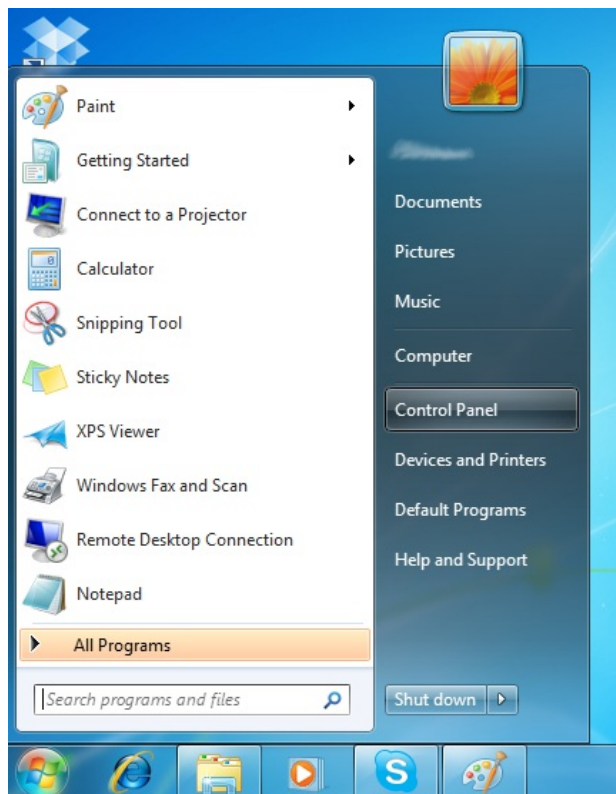 Paint
Getting Started
Connect to a Projector
Calculator
Snipping Tool
Sticky Notes
XPS Viewer
Windows Fax and Scan
Remote Desktop Connection
Notepad
All Programs
Search programs and files
Documents
Pictures
Music
Computer
Control Panel
Devices and Printers
Default Programs
Help and Support
Shut down